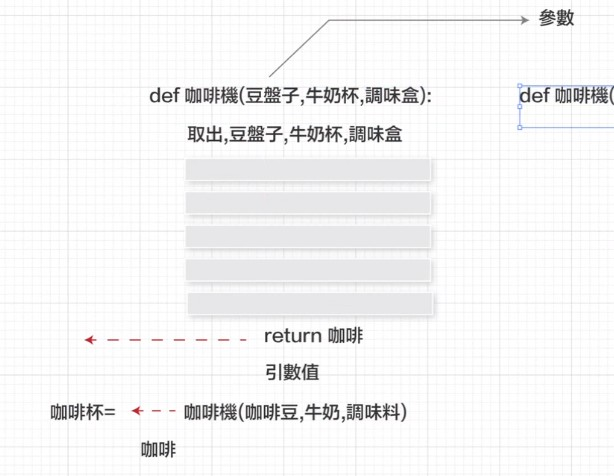 參數
def 咖啡機(豆盤子,牛奶杯,調味盒):
def 咖啡機(
取出,豆盤子,牛奶杯,調味盒
return 咖啡
引數值
咖啡杯= 咖啡機(咖啡豆,牛奶,調味料)
咖啡